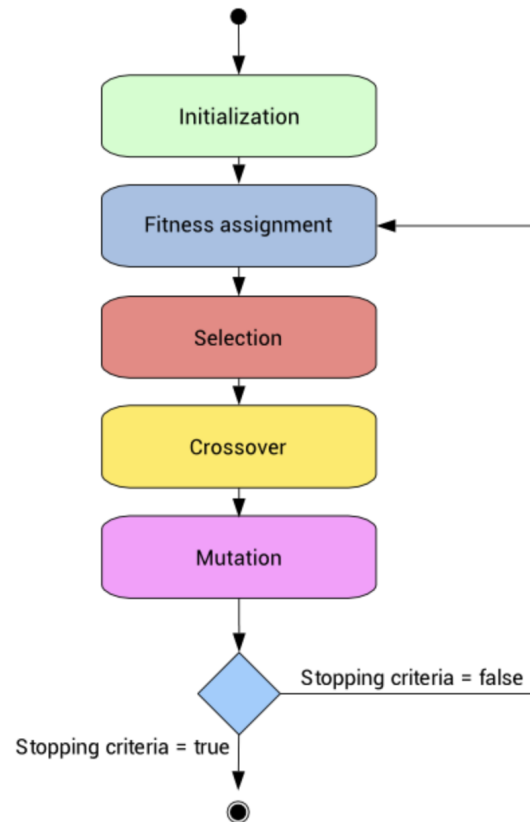 Initialization
Fitness assignment
Selection
Crossover
Mutation
Stopping criteria = false
Stopping criteria = true